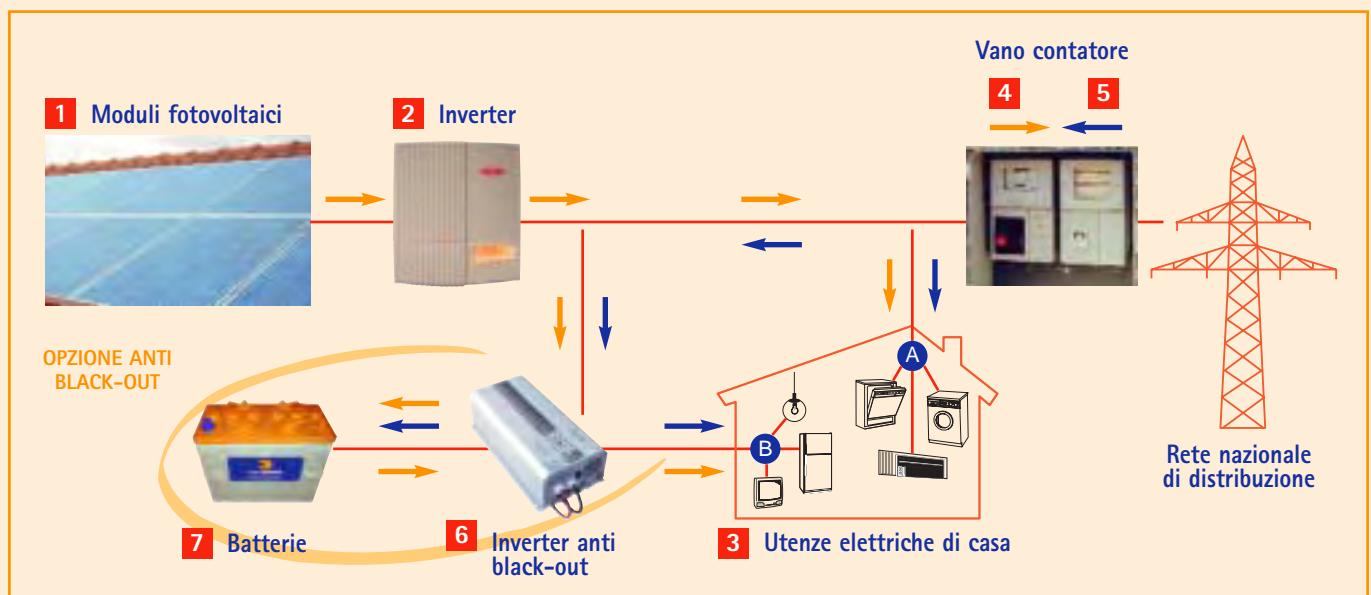 Vano contatore
4 5
1 Moduli fotovoltaici
2 Inverter
OPZIONE ANTI
BLACK-OUT
A
B
Rete nazionale
di distribuzione
7 Batterie
6 Inverter anti
black-out
3 Utenze elettriche di casa